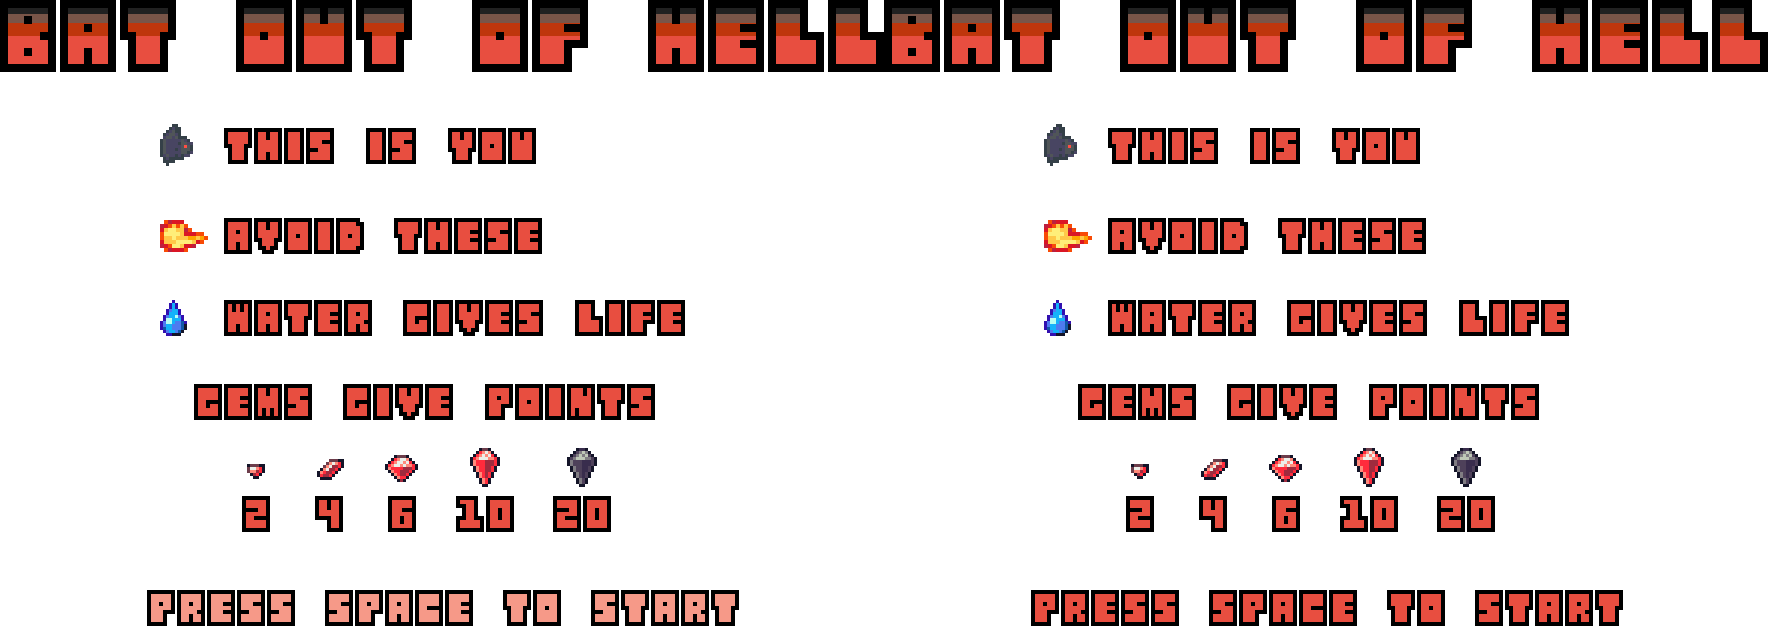 BAT OUT OF HELL
THIS IS YOU
AVOID THESE
WATER GIVES LIFE
GEMS GIVE POINTS
2 4 6 10 20
PRESS SPACE TO START
BAT OUT OF HELL
THIS IS YOU
AVOID THESE
WATER GIVES LIFE
GEMS GIVE POINTS
2 4 6 10 20
PRESS SPACE TO START